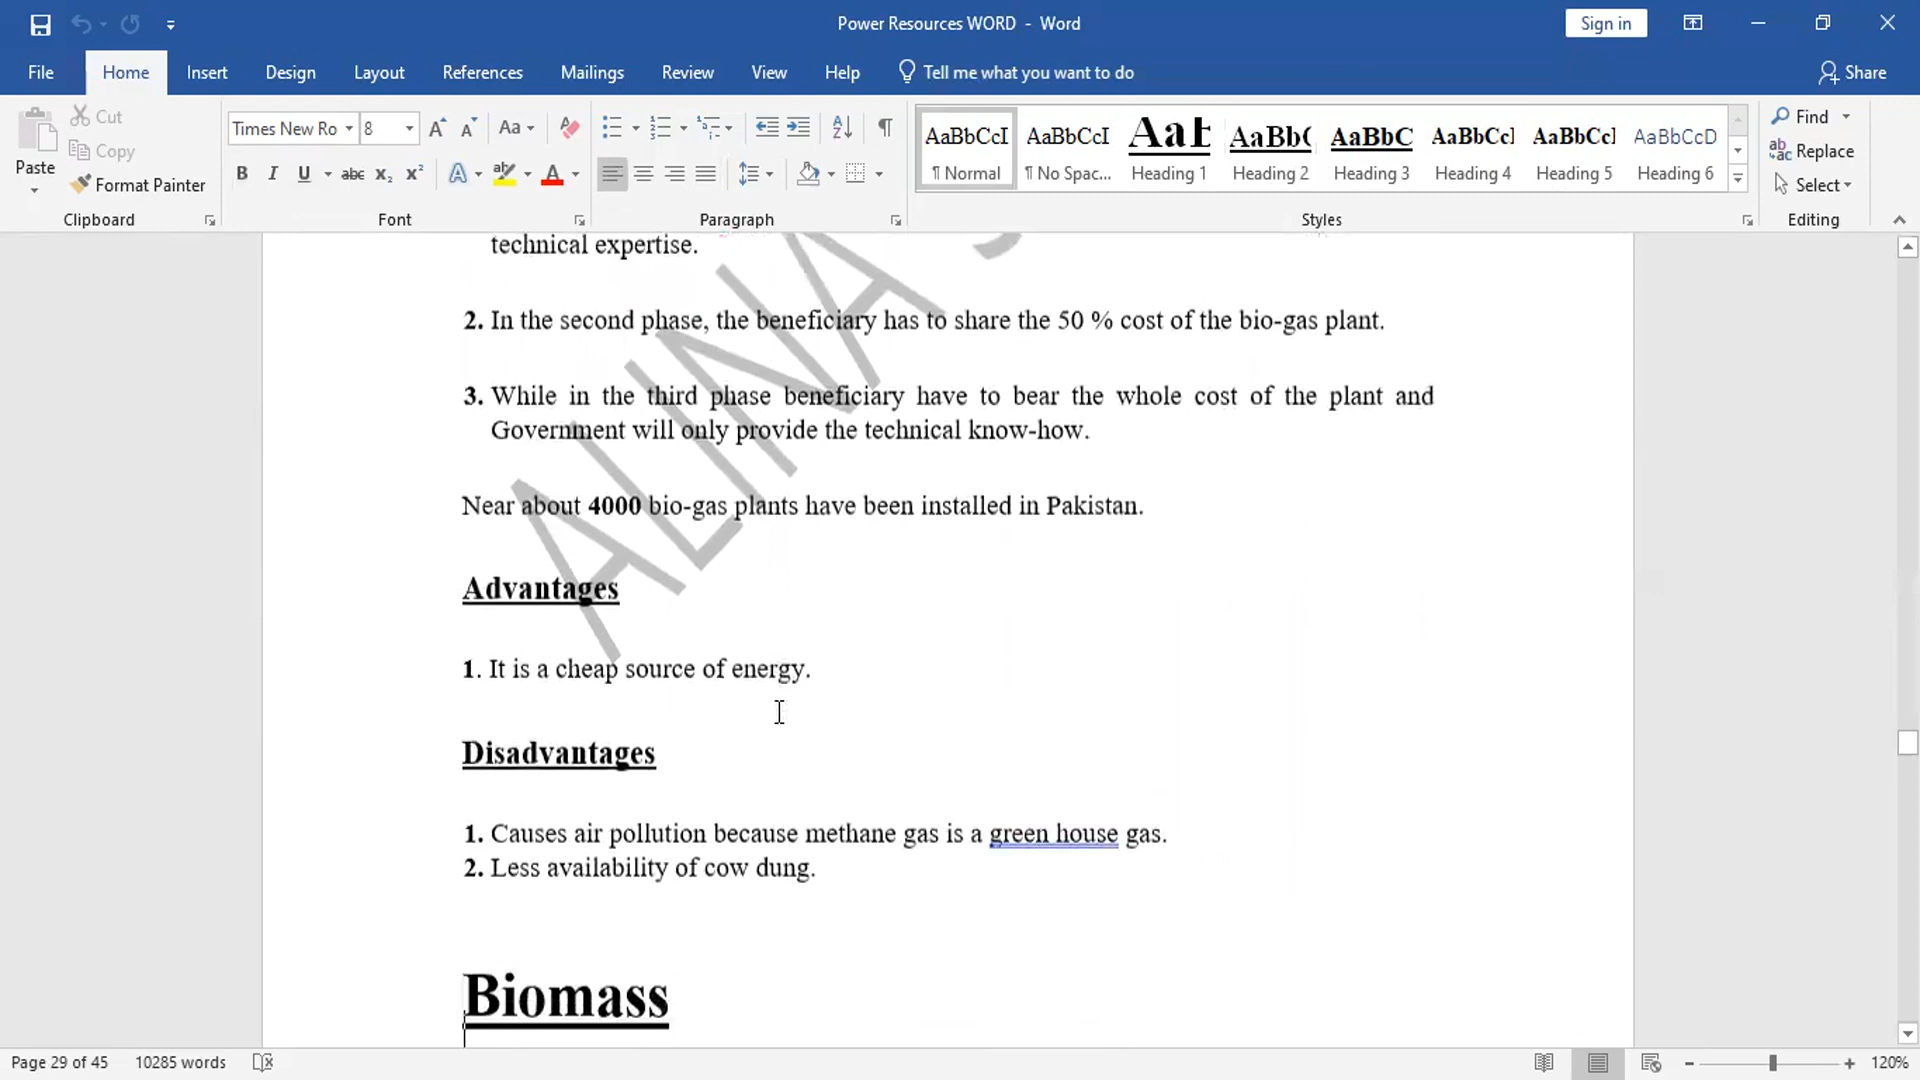 Power Resources WORD - Word
Sign in
File Home Insert Design Layout References Mailings Review View Help Tell me what you want to do Share
Cut
Copy
Paste
Format Painter
Clipboard
Times New Ro 8
Font
Paragraph
AaBbCcI AaBbCcI AaB AaBbC AaBbC AaBbCcI AaBbCcI AaBbCcD
¶ Normal ¶ No Spac... Heading 1 Heading 2 Heading 3 Heading 4 Heading 5 Heading 6
Styles
Find
Replace
Select
Editing
technical expertise.
2. In the second phase, the beneficiary has to share the 50 % cost of the bio-gas plant.
3. While in the third phase beneficiary have to bear the whole cost of the plant and
Government will only provide the technical know-how.
Near about 4000 bio-gas plants have been installed in Pakistan.
Advantages
1. It is a cheap source of energy.
Disadvantages
1. Causes air pollution because methane gas is a green house gas.
2. Less availability of cow dung.
Biomass
ALINA
Page 29 of 45 10285 words 120%